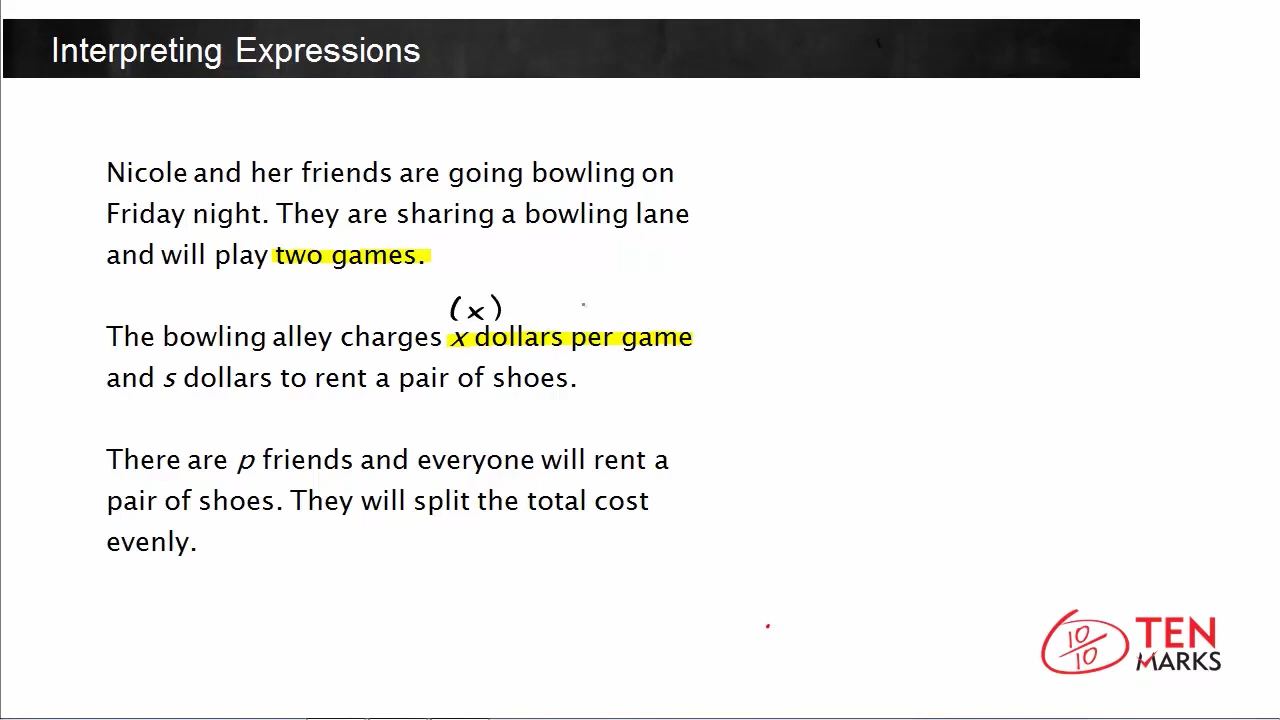 Interpreting Expressions
Nicole and her friends are going bowling on
Friday night. They are sharing a bowling lane
and will play two games.
(x)
The bowling alley charges x dollars per game
and s dollars to rent a pair of shoes.
There are p friends and everyone will rent a
pair of shoes. They will split the total cost
evenly.
10/10
TEN
MARKS